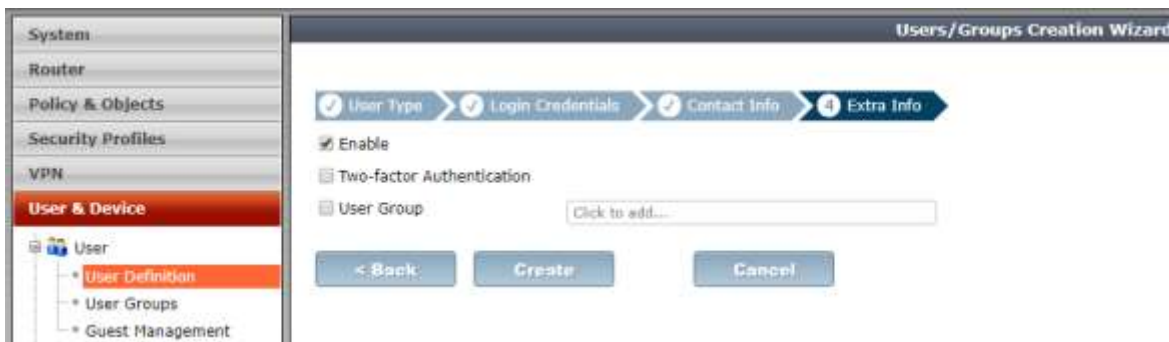 System
Users/Groups Creation Wizard
Router
Policy & Objects
User Type Login Credentials Contact Info 4 Extra Info
Security Profiles
Enable
VPN
Two-factor Authentication
User & Device
User Group Click to add...
User
User Definition
< Back Create Cancel
User Groups
Guest Management